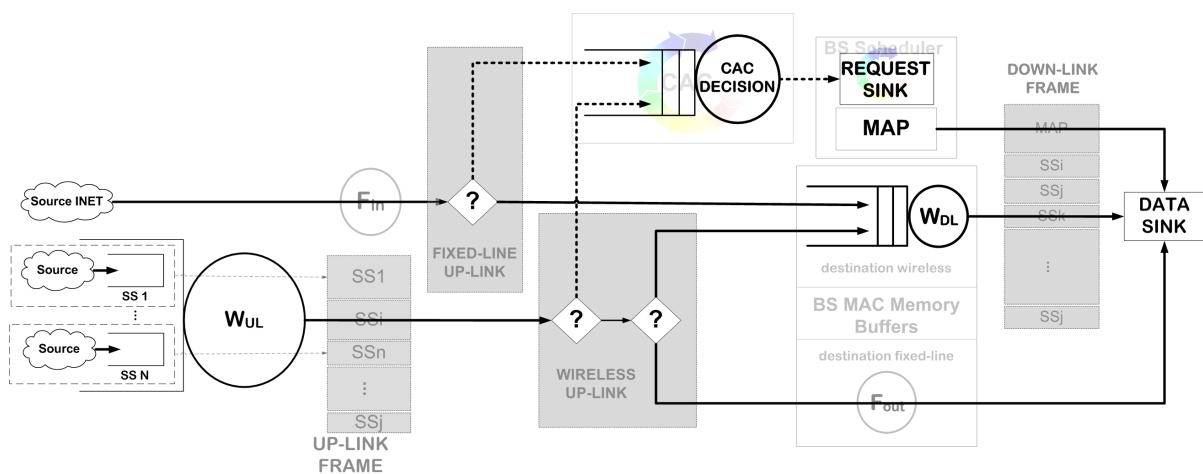 BS Scheduler
CAC
CAC
DECISION
REQUEST
SINK
MAP
DOWN-LINK
FRAME
MAP
SSi
SSj
SSk
⋮
SSj
Source INET
Fin
?
FIXED-LINE
UP-LINK
WDL
DATA
SINK
destination wireless
BS MAC Memory
Buffers
destination fixed-line
Fout
Source
SS 1
...
Source
SS N
WUL
SS1
SSi
SSn
⋮
SSj
UP-LINK
FRAME
?
?
WIRELESS
UP-LINK